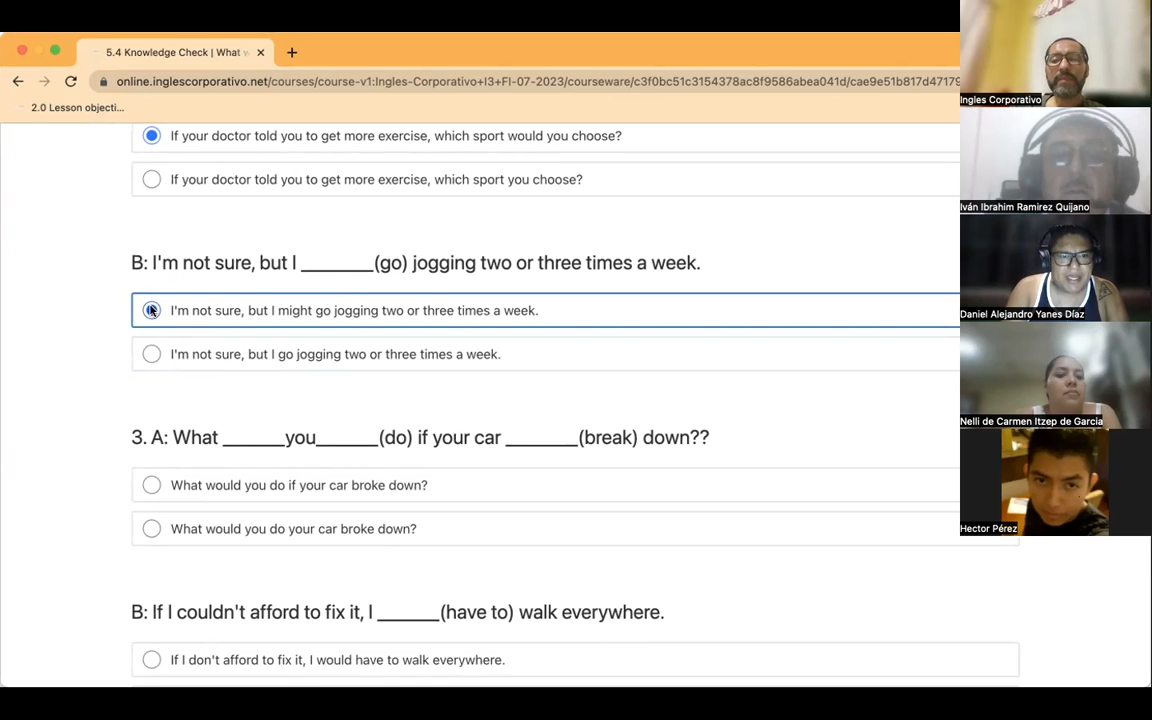 5.4 Knowledge Check | What
online.inglescorporativo.net/courses/course-v1:Ingles-Corporativo+I3+FI-07-2023/courseware/c3f0bc51c3154378ac8f9586abea041d/cae9e51b817d47179
2.0 Lesson objecti...
If your doctor told you to get more exercise, which sport would you choose?
If your doctor told you to get more exercise, which sport you choose?
B: I'm not sure, but I ________(go) jogging two or three times a week.
I'm not sure, but I might go jogging two or three times a week.
I'm not sure, but I go jogging two or three times a week.
3. A: What _______you_______(do) if your car ________(break) down??
What would you do if your car broke down?
What would you do your car broke down?
B: If I couldn't afford to fix it, I _______(have to) walk everywhere.
If I don't afford to fix it, I would have to walk everywhere.
Ingles Corporativo
Iván Ibrahim Ramirez Quijano
Daniel Alejandro Yanes Díaz
Nelli de Carmen Itzep de Garcia
Hector Pérez